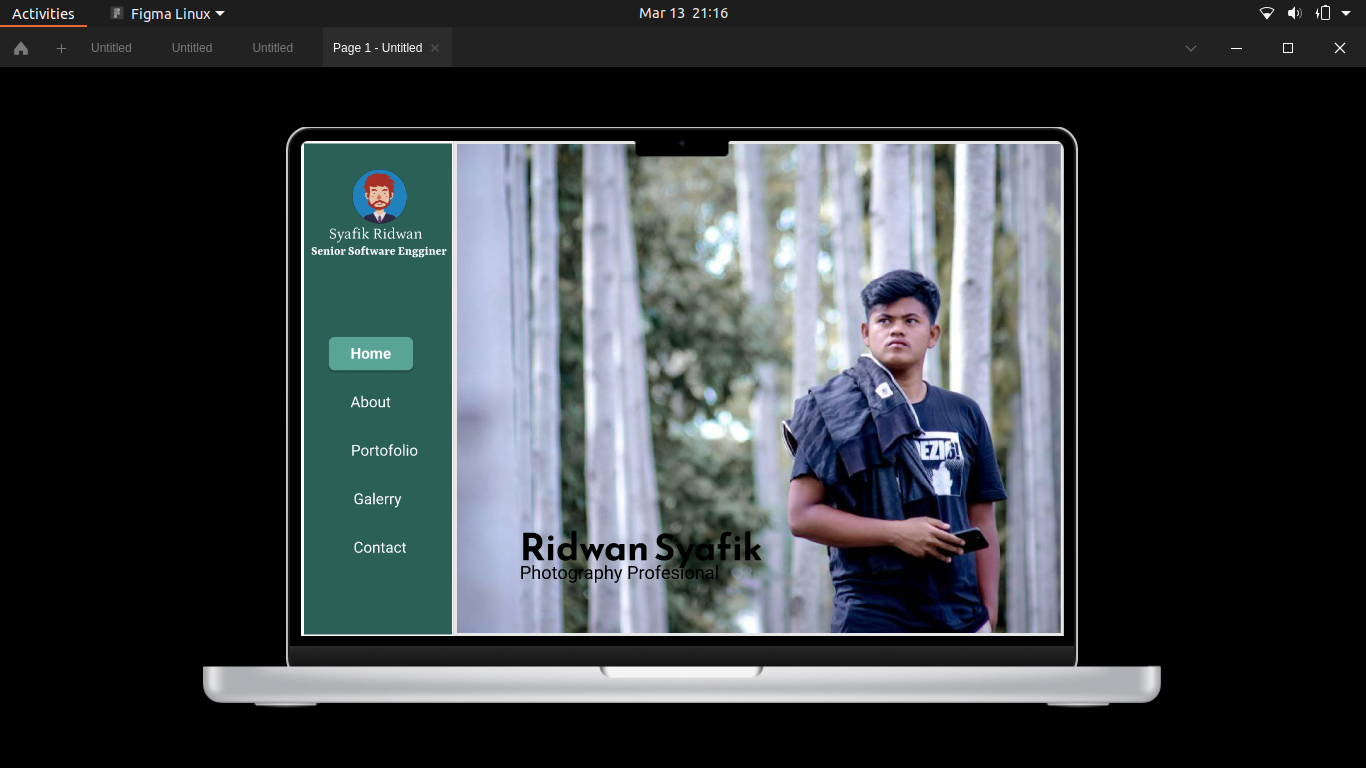 Activities
Figma Linux
Mar 13 21:16
Untitled
Untitled
Untitled
Page 1 - Untitled
Syafik Ridwan
Senior Software Engginer
Home
About
Portofolio
Galerry
Contact
Ridwan Syafik
Photography Profesional